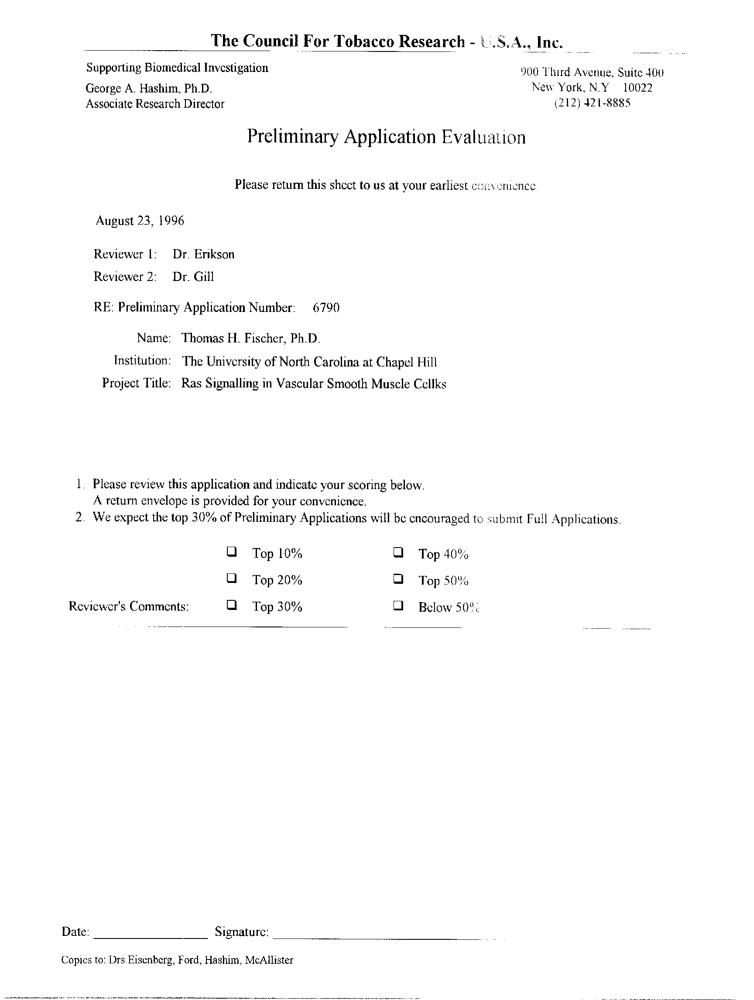 The Council For Tobacco Research - U.S.A., Inc.
Supporting Biomedical Investigation
George A. Hashim, Ph.D.
Associate Research Director
900 Third Avenue, Suite 400
New York, N.Y 10022
(212) 421-8885
Preliminary Application Evaluation
Please return this sheet to us at your earliest convenience.
August 23, 1996
Reviewer 1: Dr. Erikson
Reviewer 2: Dr. Gill
RE: Preliminary Application Number: 6790
Name: Thomas H. Fischer, Ph.D.
Institution: The University of North Carolina at Chapel Hill
Project Title: Ras Signalling in Vascular Smooth Muscle Cellks
1. Please review this application and indicate your scoring below.
A return envelope is provided for your convenience.
2. We expect the top 30% of Preliminary Applications will be encouraged to submit Full Applications.
❑ Top 10% ❑ Top 40%
❑ Top 20% ❑ Top 50%
Reviewer's Comments: ❑ Top 30% ❑ Below 50%
Date: Signature:
Copies to: Drs Eisenberg, Ford, Hashim, McAllister